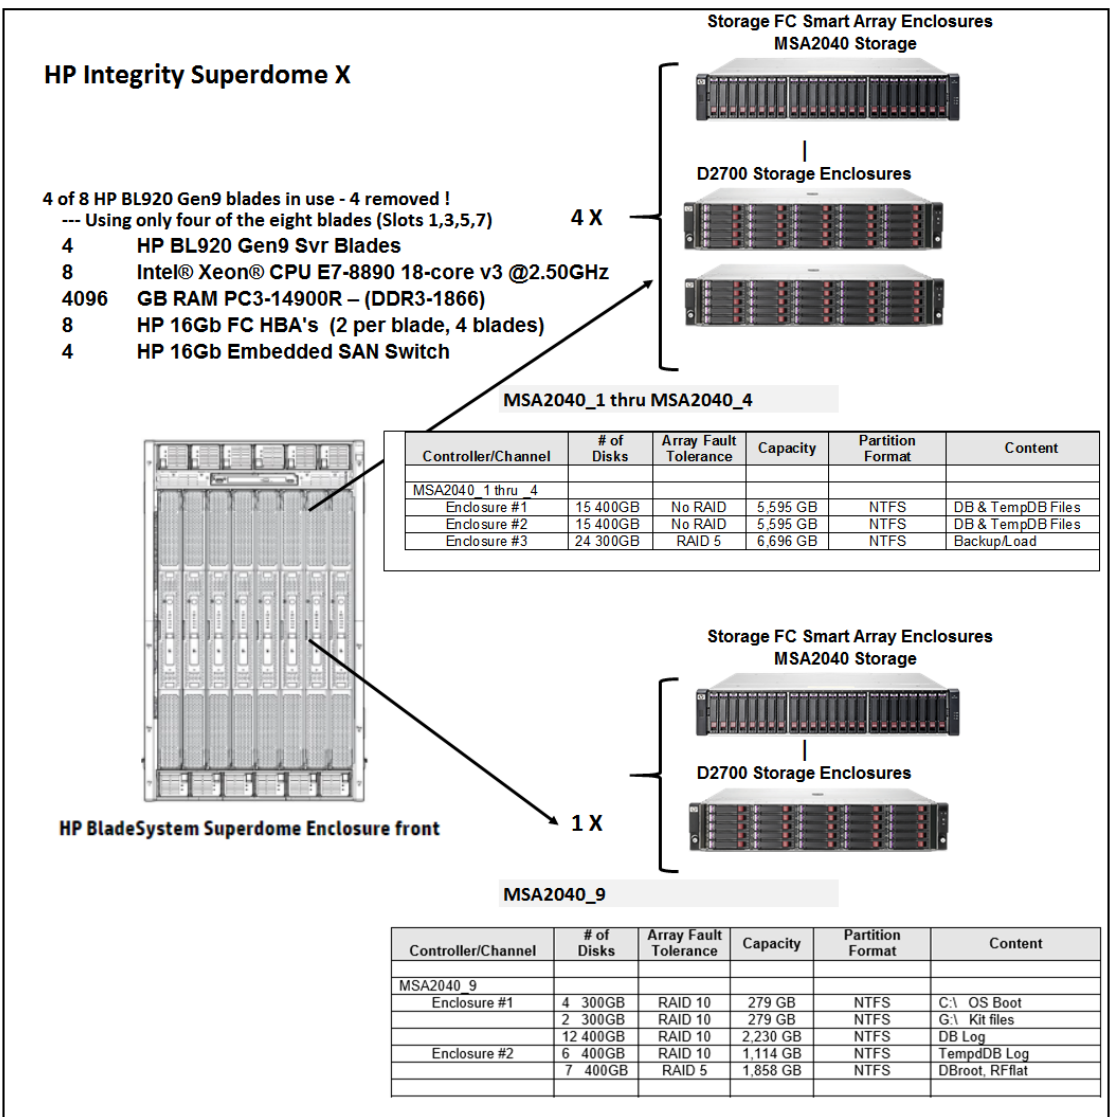 Storage FC Smart Array Enclosures
MSA2040 Storage
HP Integrity Superdome X
|
D2700 Storage Enclosures
4 of 8 HP BL920 Gen9 blades in use - 4 removed !
--- Using only four of the eight blades (Slots 1,3,5,7)
4 X
4 HP BL920 Gen9 Svr Blades
8 Intel® Xeon® CPU E7-8890 18-core v3 @2.50GHz
4096 GB RAM PC3-14900R – (DDR3-1866)
8 HP 16Gb FC HBA's (2 per blade, 4 blades)
4 HP 16Gb Embedded SAN Switch
MSA2040_1 thru MSA2040_4
Controller/Channel # of Disks Array Fault Tolerance Capacity Partition Format Content
MSA2040_1 thru _4
Enclosure #1 15 400GB No RAID 5,595 GB NTFS DB & TempDB Files
Enclosure #2 15 400GB No RAID 5,595 GB NTFS DB & TempDB Files
Enclosure #3 24 300GB RAID 5 6,696 GB NTFS Backup/Load
Storage FC Smart Array Enclosures
MSA2040 Storage
|
D2700 Storage Enclosures
HP BladeSystem Superdome Enclosure front
1 X
MSA2040_9
Controller/Channel # of Disks Array Fault Tolerance Capacity Partition Format Content
MSA2040_9
Enclosure #1 4 300GB RAID 10 279 GB NTFS C:\ OS Boot
2 300GB RAID 10 279 GB NTFS G:\ Kit files
12 400GB RAID 10 2,230 GB NTFS DB Log
Enclosure #2 6 400GB RAID 10 1,114 GB NTFS TempdDB Log
7 400GB RAID 5 1,858 GB NTFS DBroot, RFflat